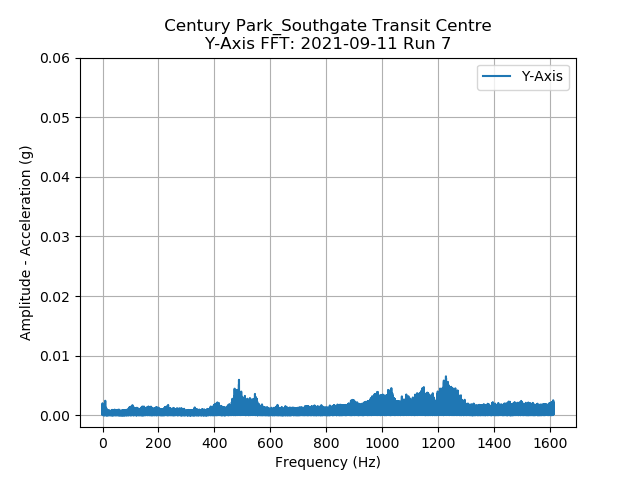 Century Park_Southgate Transit Centre
Y-Axis FFT: 2021-09-11 Run 7
Y-Axis
0.06
0.05
0.04
0.03
0.02
0.01
0.00
Amplitude - Acceleration (g)
0 200 400 600 800 1000 1200 1400 1600
Frequency (Hz)